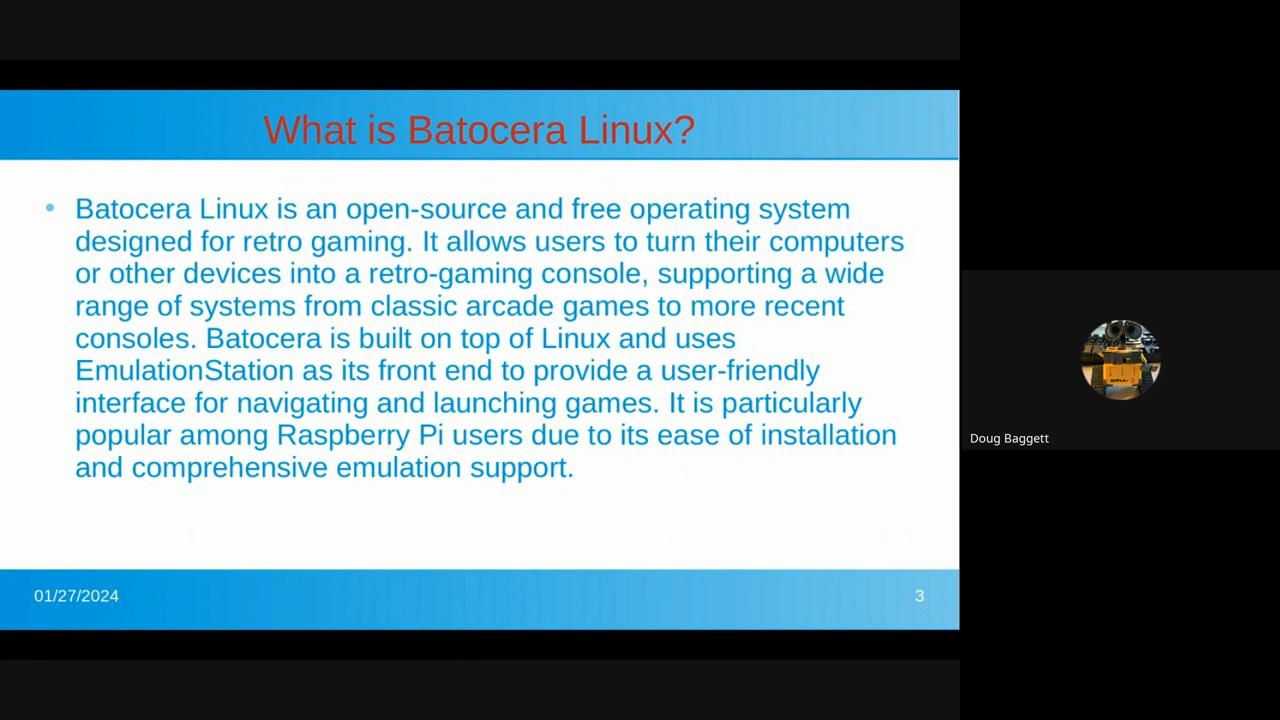 What is Batocera Linux?
• Batocera Linux is an open-source and free operating system
designed for retro gaming. It allows users to turn their computers
or other devices into a retro-gaming console, supporting a wide
range of systems from classic arcade games to more recent
consoles. Batocera is built on top of Linux and uses
EmulationStation as its front end to provide a user-friendly
interface for navigating and launching games. It is particularly
popular among Raspberry Pi users due to its ease of installation
and comprehensive emulation support.
Doug Baggett
01/27/2024
3